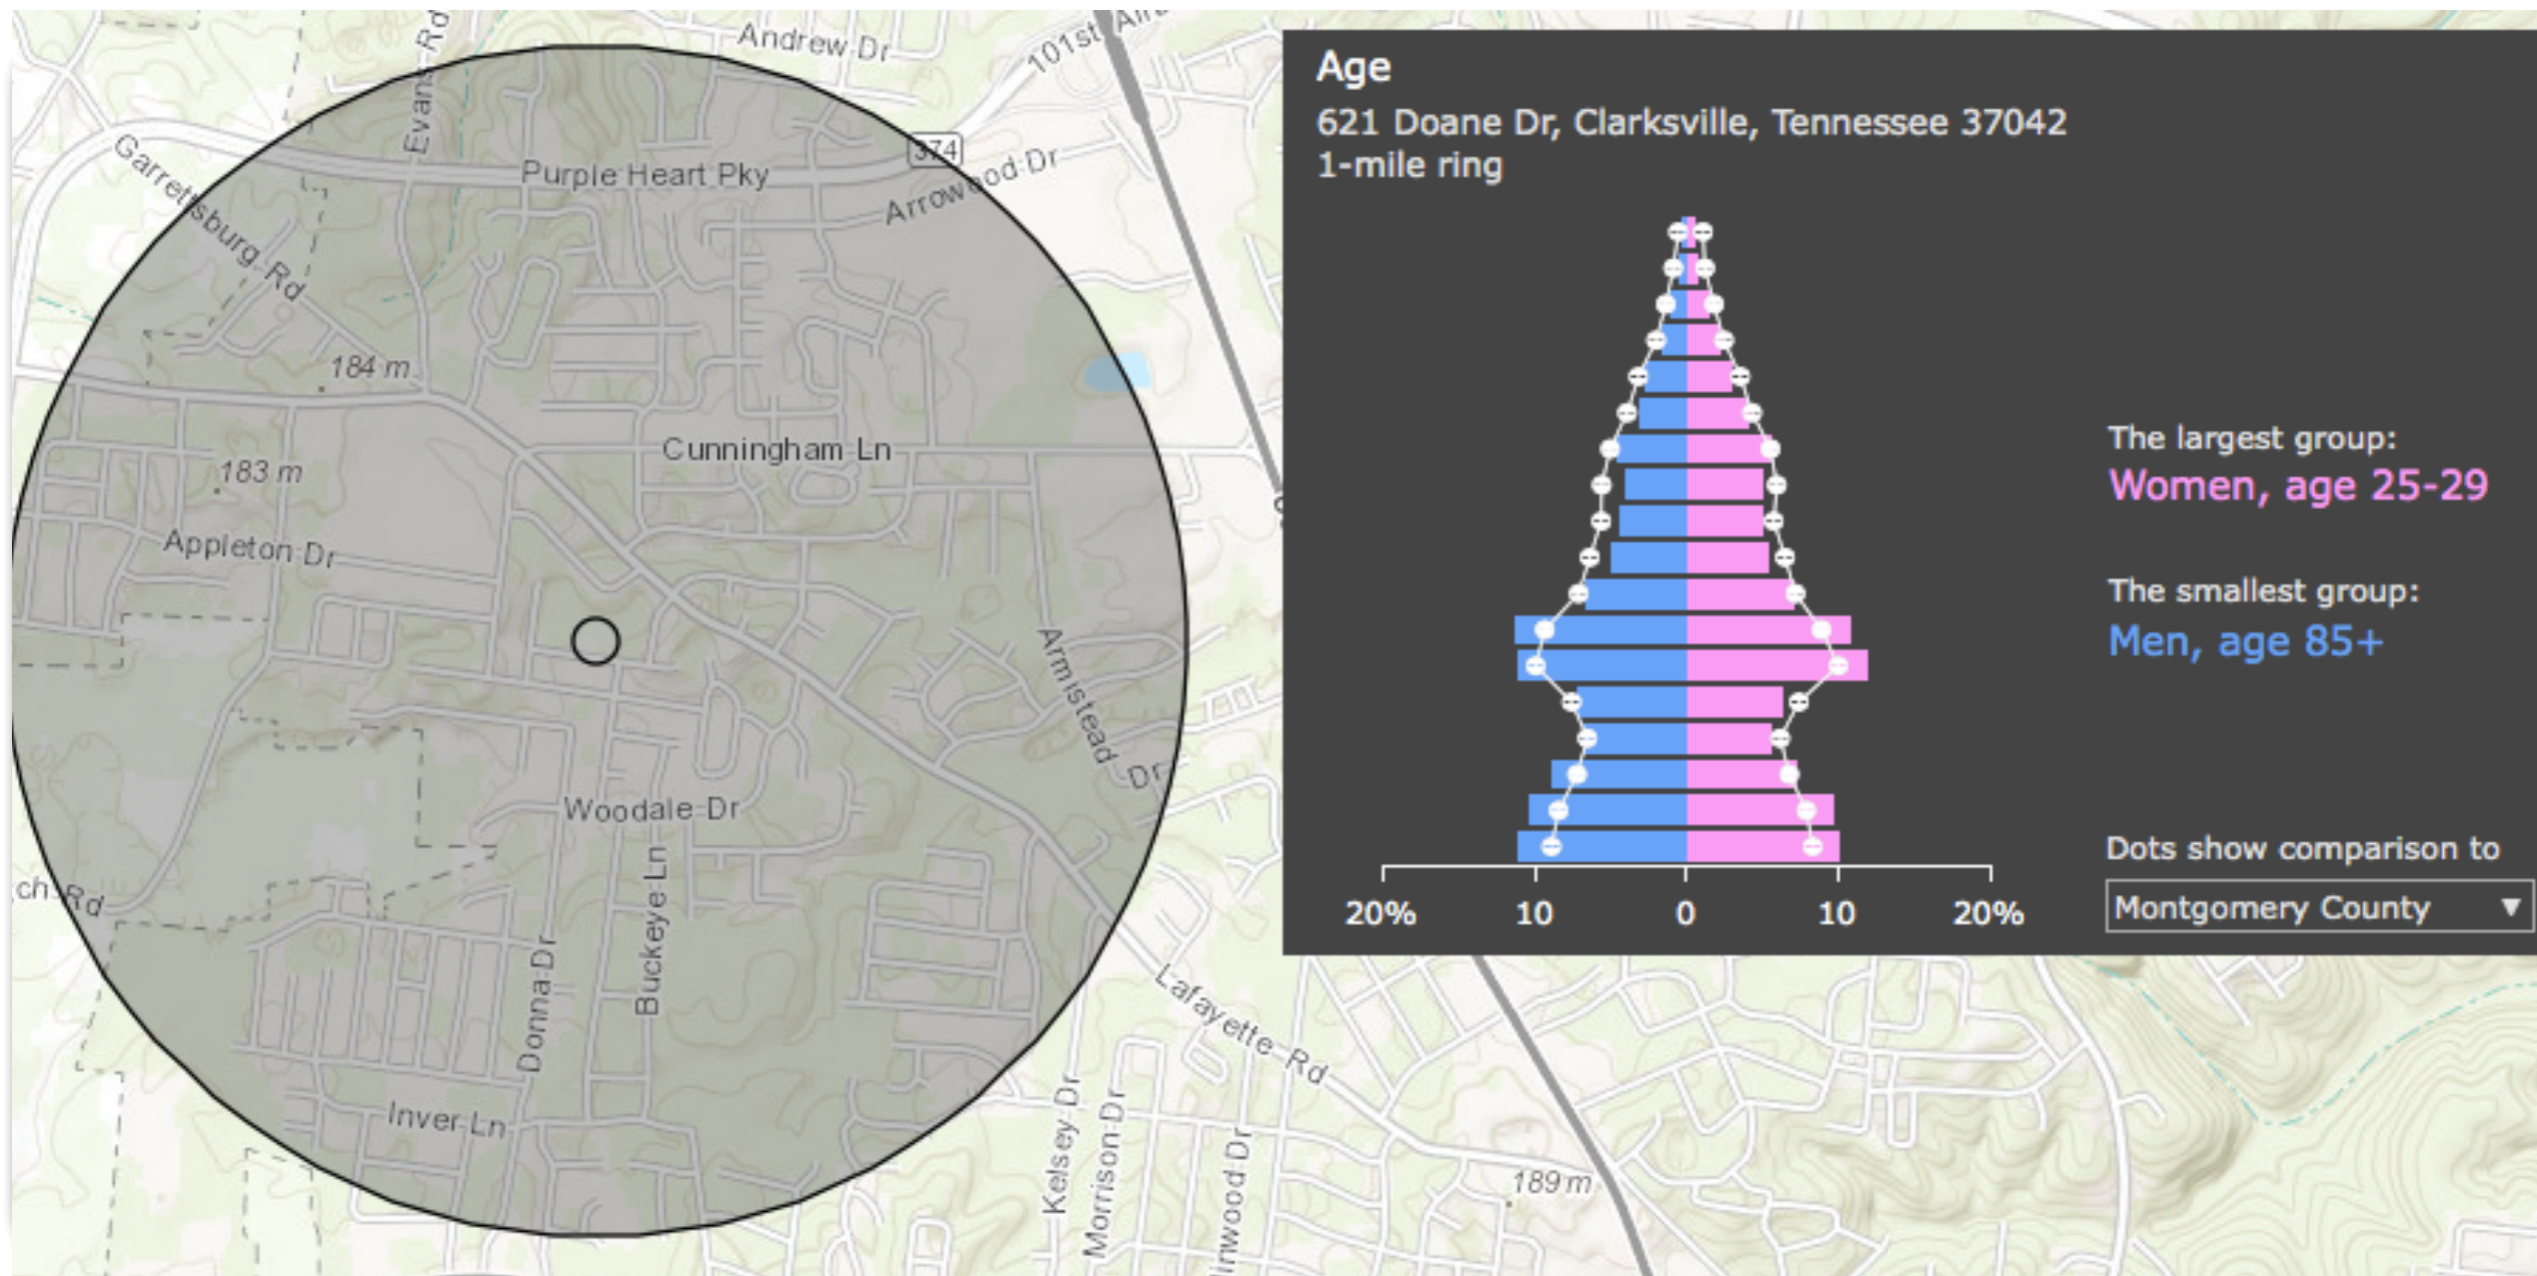 Andrew Dr
101st
Evans Rd
Garrettsburg Rd
Purple Heart Pky
374
Arrowood Dr
184 m
183 m
Cunningham Ln
Appleton Dr
Armistead Dr
Woodale Dr
Buckeye Ln
Donna Dr
ch Rd
Inver Ln
Lafayette Rd
Kelsey Dr
Morrison Dr
189 m
Age
621 Doane Dr, Clarksville, Tennessee 37042
1-mile ring
The largest group:
Women, age 25-29
The smallest group:
Men, age 85+
Dots show comparison to
Montgomery County
20% 10 0 10 20%